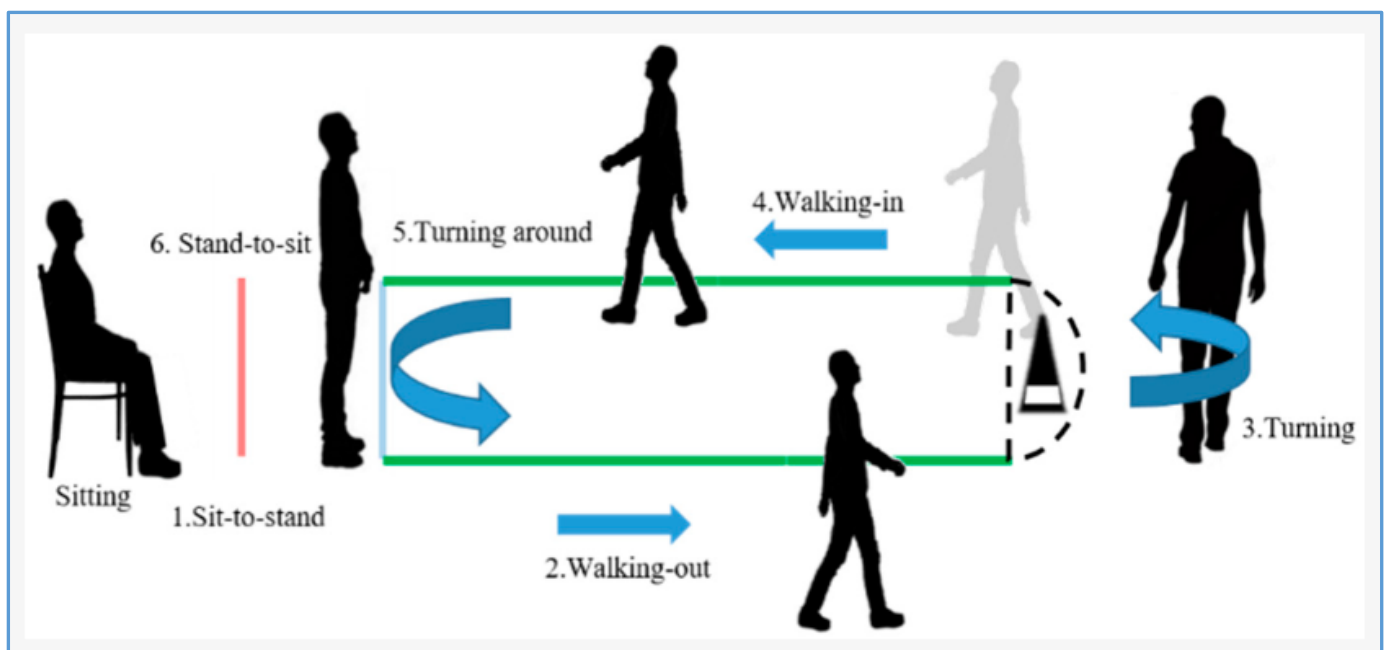 4.Walking-in
6. Stand-to-sit
5.Turning around
3.Turning
Sitting
1.Sit-to-stand
2.Walking-out